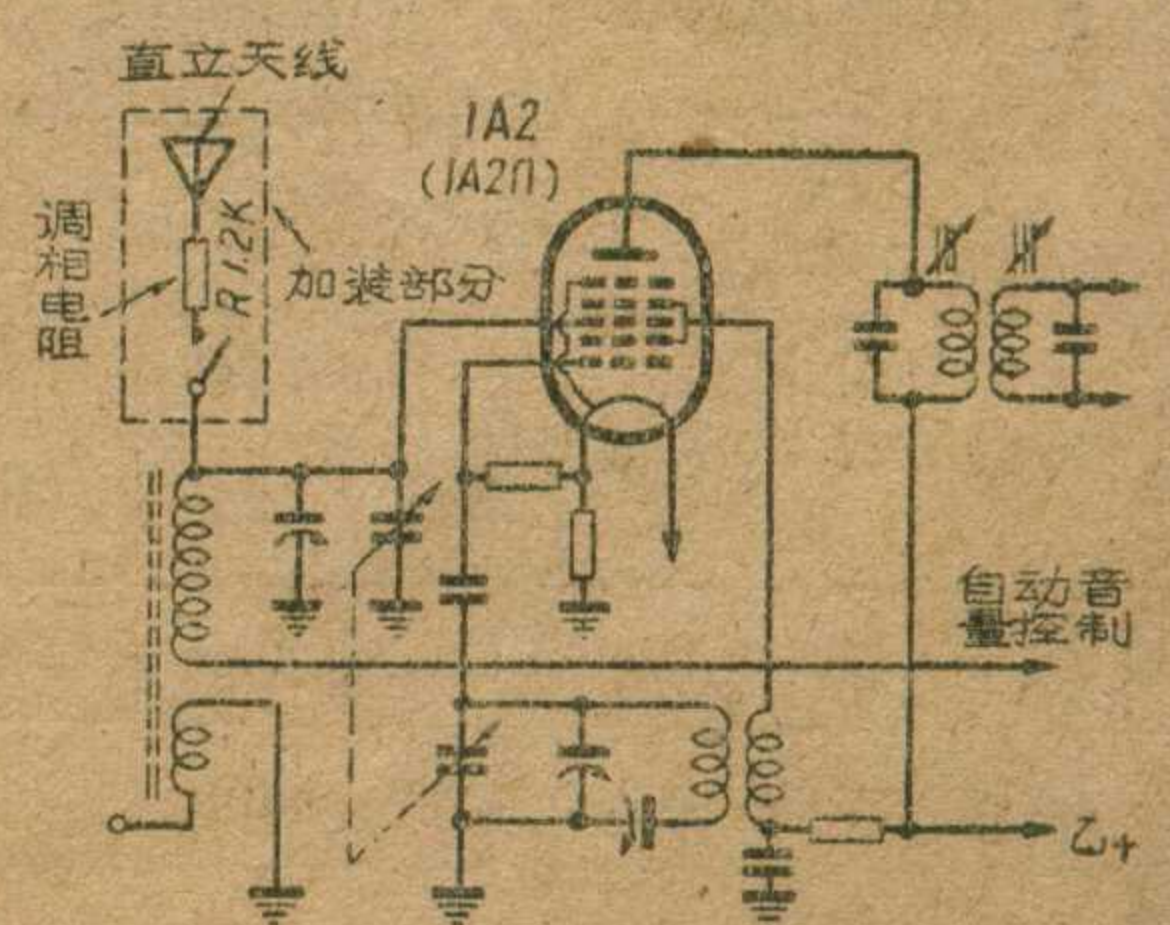 直立天线
1A2
(1A2П)
调相电阻
R 1.2K
加装部分
自动音
量控制
乙+